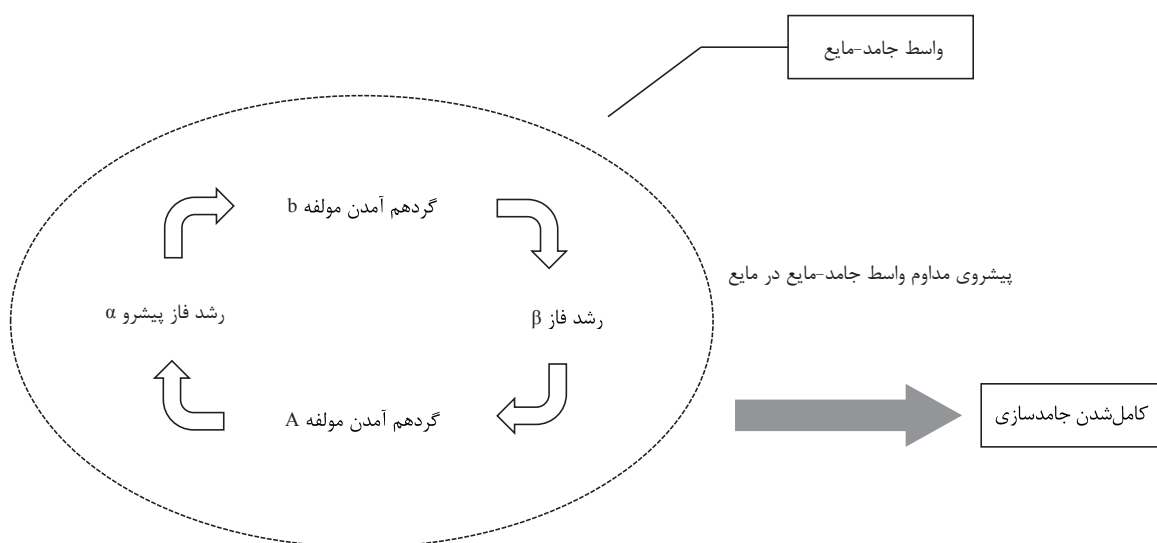 واسط جامد-مایع
گردهم آمدن مولفه b
پیشروی مداوم واسط جامد-مایع در مایع
رشد فاز β
رشد فاز پیشرو α
کامل‌شدن جامدسازی
گردهم آمدن مولفه A